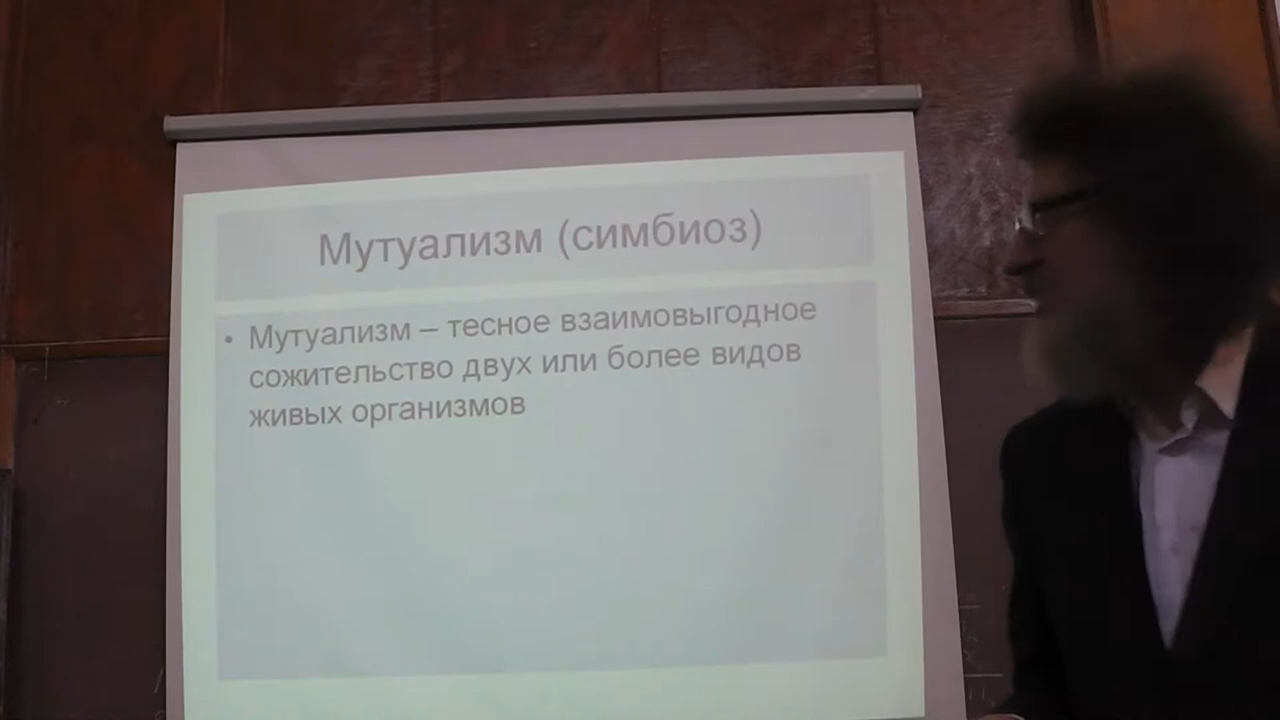 Мутуализм (симбиоз)
• Мутуализм – тесное взаимовыгодное
сожительство двух или более видов
живых организмов